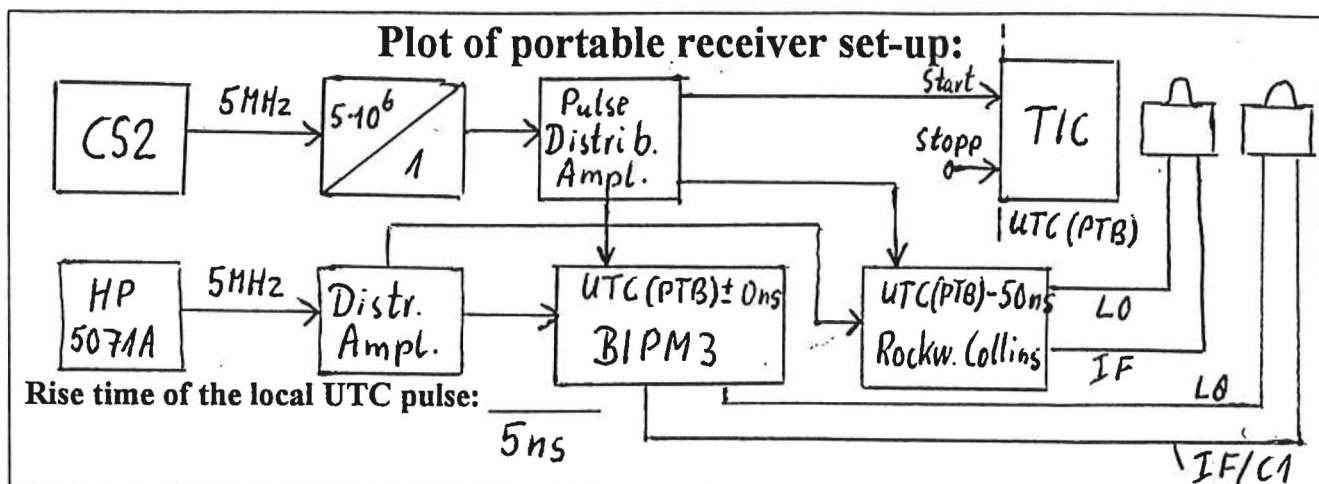 Plot of portable receiver set-up:
CS2
5MHz
5·10⁶
1
Pulse
Distrib.
Ampl.
Start
Stopp
TIC
UTC(PTB)
HP
5071A
5MHz
Distr.
Ampl.
UTC(PTB)± 0ns
BIPM3
UTC(PTB)-50ns
Rockw. Collins
LO
IF
LO
IF/C1
Rise time of the local UTC pulse:
5ns